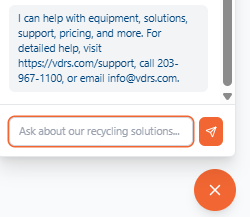 I can help with equipment, solutions,
support, pricing, and more. For
detailed help, visit
https://vdrs.com/support, call 203-
967-1100, or email info@vdrs.com.
Ask about our recycling solutions...